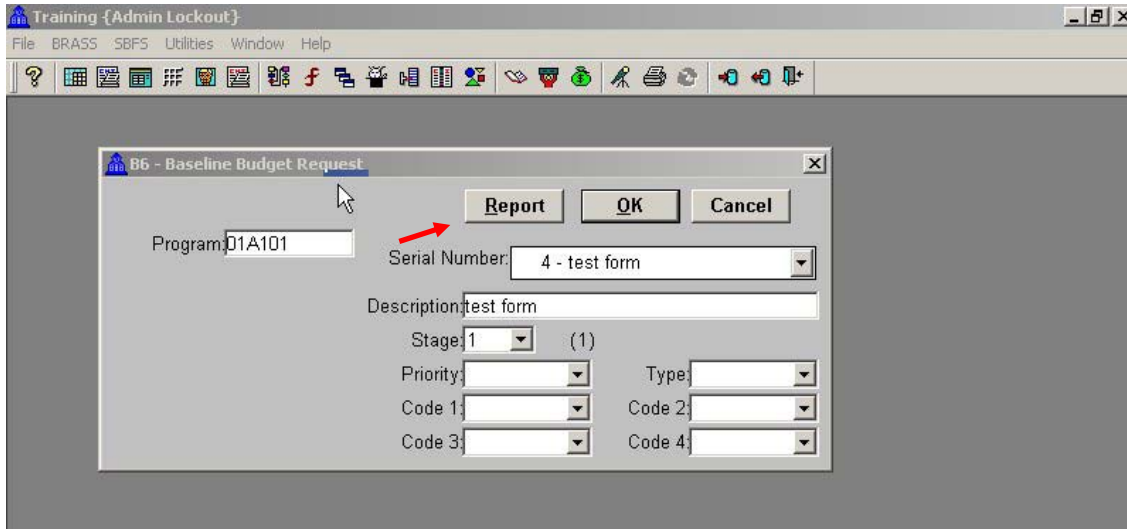 Training {Admin Lockout}
File BRASS SBFS Utilities Window Help
B6 - Baseline Budget Request
Report OK Cancel
Program: 01A101
Serial Number: 4 - test form
Description: test form
Stage: 1 (1)
Priority: Type:
Code 1: Code 2:
Code 3: Code 4: